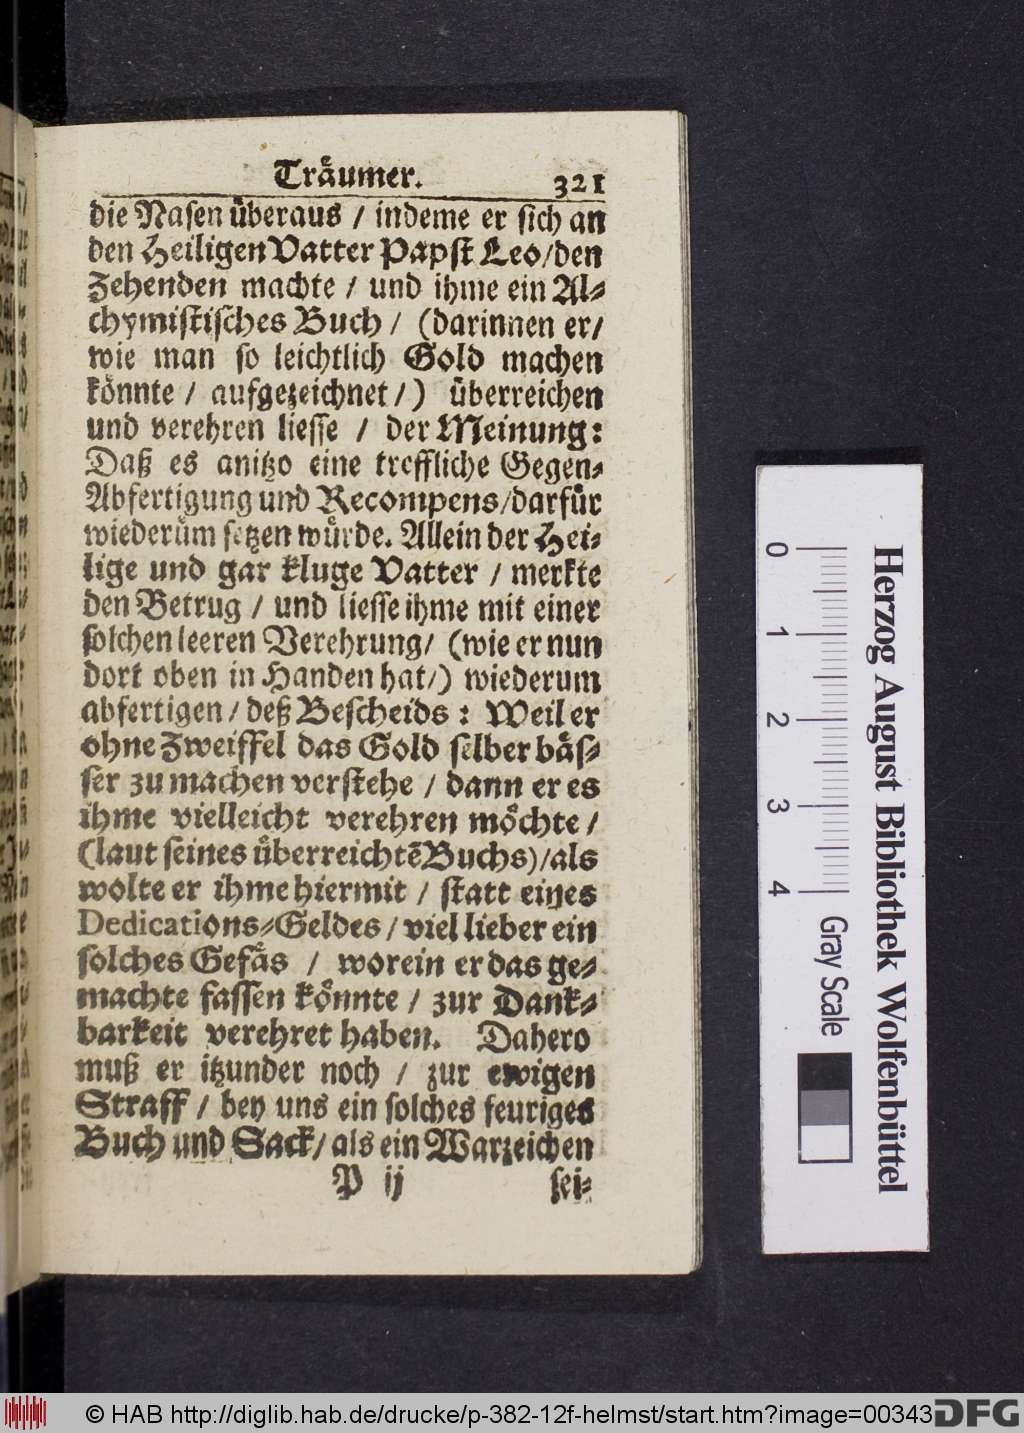 Träumer. 321
die Nasen überaus / indeme er sich an
den Heiligen Vatter Papst Leo/den
Zehenden machte / und ihme ein Al-
chymistisches Buch / (darinnen er/
wie man so leichtlich Gold machen
könnte / aufgezeichnet/) überreichen
und verehren liesse / der Meinung:
Daß es anitzo eine treffliche Gegen-
Abfertigung und Recompens/darfür
wiederüm setzen würde. Allein der Hei-
lige und gar kluge Vatter / merkte
den Betrug / und liesse ihme mit einer
solchen leeren Verehrung/ (wie er nun
dort oben in Handen hat/) wiederum
abfertigen / deß Bescheids: Weil er
ohne Zweiffel das Gold selber bäs-
ser zu machen verstehe / dann er es
ihme vielleicht verehren möchte /
(laut seines überreichtē Buchs)/als
wolte er ihme hiermit / statt eines
Dedications-Geldes / viel lieber ein
solches Gefäs / worein er das ge-
machte fassen könnte / zur Dank-
barkeit verehret haben. Dahero
muß er itzunder noch / zur ewigen
Straff / bey uns ein solches feuriges
Buch und Sack/ als ein Warzeichen
P ij sei-
0 1 2 3 4 Gray Scale
Herzog August Bibliothek Wolfenbüttel
© HAB http://diglib.hab.de/drucke/p-382-12f-helmst/start.htm?image=00343
DFG